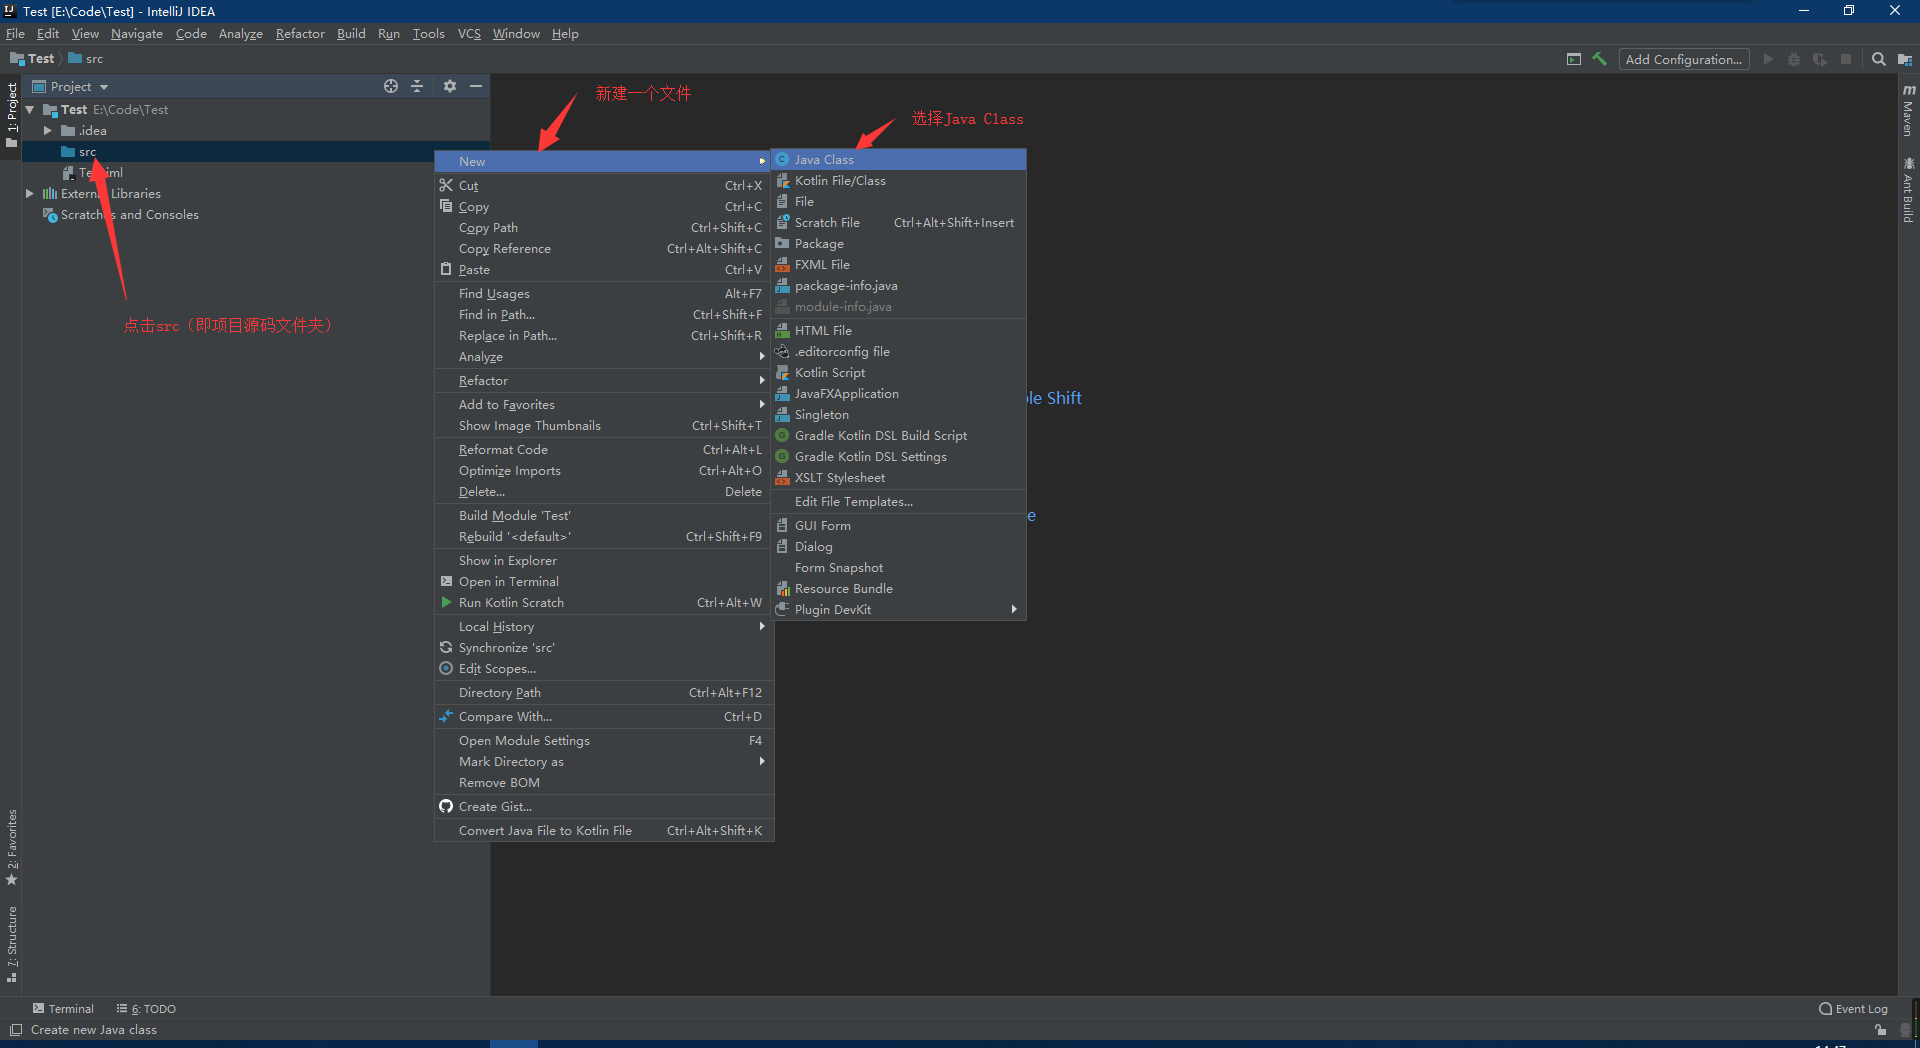 Test [E:\Code\Test] - IntelliJ IDEA
File Edit View Navigate Code Analyze Refactor Build Run Tools VCS Window Help
Test src
Add Configuration...
1: Project
Project
Test E:\Code\Test
.idea
src
External Libraries
Scratches and Consoles
点击src（即项目源码文件夹）
新建一个文件
选择Java Class
New
Cut Ctrl+X
Copy Ctrl+C
Copy Path Ctrl+Shift+C
Copy Reference Ctrl+Alt+Shift+C
Paste Ctrl+V
Find Usages Alt+F7
Find in Path... Ctrl+Shift+F
Replace in Path... Ctrl+Shift+R
Analyze
Refactor
Add to Favorites
Show Image Thumbnails Ctrl+Shift+T
Reformat Code Ctrl+Alt+L
Optimize Imports Ctrl+Alt+O
Delete... Delete
Build Module 'Test'
Rebuild '<default>' Ctrl+Shift+F9
Show in Explorer
Open in Terminal
Run Kotlin Scratch Ctrl+Alt+W
Local History
Synchronize 'src'
Edit Scopes...
Directory Path Ctrl+Alt+F12
Compare With... Ctrl+D
Open Module Settings F4
Mark Directory as
Remove BOM
Create Gist...
Convert Java File to Kotlin File Ctrl+Alt+Shift+K
Java Class
Kotlin File/Class
File
Scratch File Ctrl+Alt+Shift+Insert
Package
FXML File
package-info.java
module-info.java
HTML File
.editorconfig file
Kotlin Script
JavaFXApplication
Singleton
Gradle Kotlin DSL Build Script
Gradle Kotlin DSL Settings
XSLT Stylesheet
Edit File Templates...
GUI Form
Dialog
Form Snapshot
Resource Bundle
Plugin DevKit
Shift
Maven
Ant Build
2: Favorites
7: Structure
Terminal 6: TODO
Event Log
Create new Java class